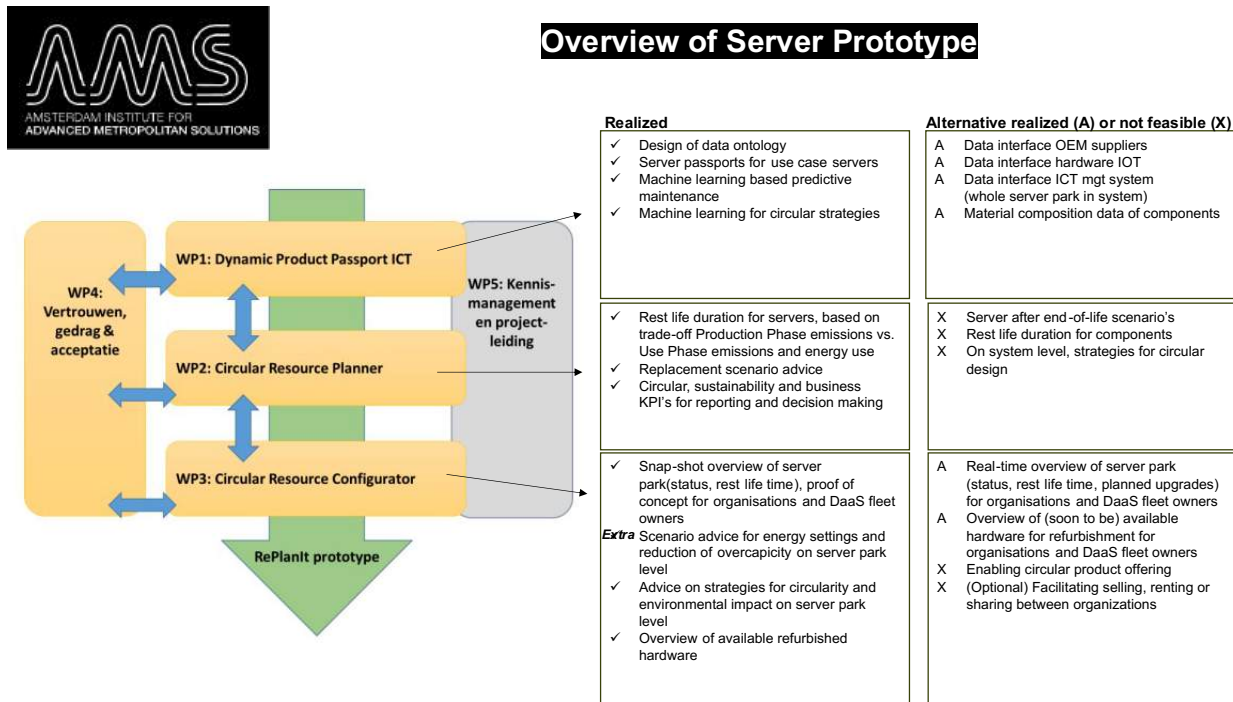 AMS
AMSTERDAM INSTITUTE FOR
ADVANCED METROPOLITAN SOLUTIONS
Overview of Server Prototype
WP4:
Vertrouwen,
gedrag &
acceptatie
WP1: Dynamic Product Passport ICT
WP2: Circular Resource Planner
WP3: Circular Resource Configurator
WP5: Kennis-
management
en project-
leiding
RePlanIt prototype
Realized
✓ Design of data ontology
✓ Server passports for use case servers
✓ Machine learning based predictive
maintenance
✓ Machine learning for circular strategies
✓ Rest life duration for servers, based on
trade-off Production Phase emissions vs.
Use Phase emissions and energy use
✓ Replacement scenario advice
✓ Circular, sustainability and business
KPI's for reporting and decision making
✓ Snap-shot overview of server
park(status, rest life time), proof of
concept for organisations and DaaS fleet
owners
Extra Scenario advice for energy settings and
reduction of overcapicity on server park
level
✓ Advice on strategies for circularity and
environmental impact on server park
level
✓ Overview of available refurbished
hardware
Alternative realized (A) or not feasible (X)
A Data interface OEM suppliers
A Data interface hardware IOT
A Data interface ICT mgt system
(whole server park in system)
A Material composition data of components
X Server after end-of-life scenario's
X Rest life duration for components
X On system level, strategies for circular
design
A Real-time overview of server park
(status, rest life time, planned upgrades)
for organisations and DaaS fleet owners
A Overview of (soon to be) available
hardware for refurbishment for
organisations and DaaS fleet owners
X Enabling circular product offering
X (Optional) Facilitating selling, renting or
sharing between organizations